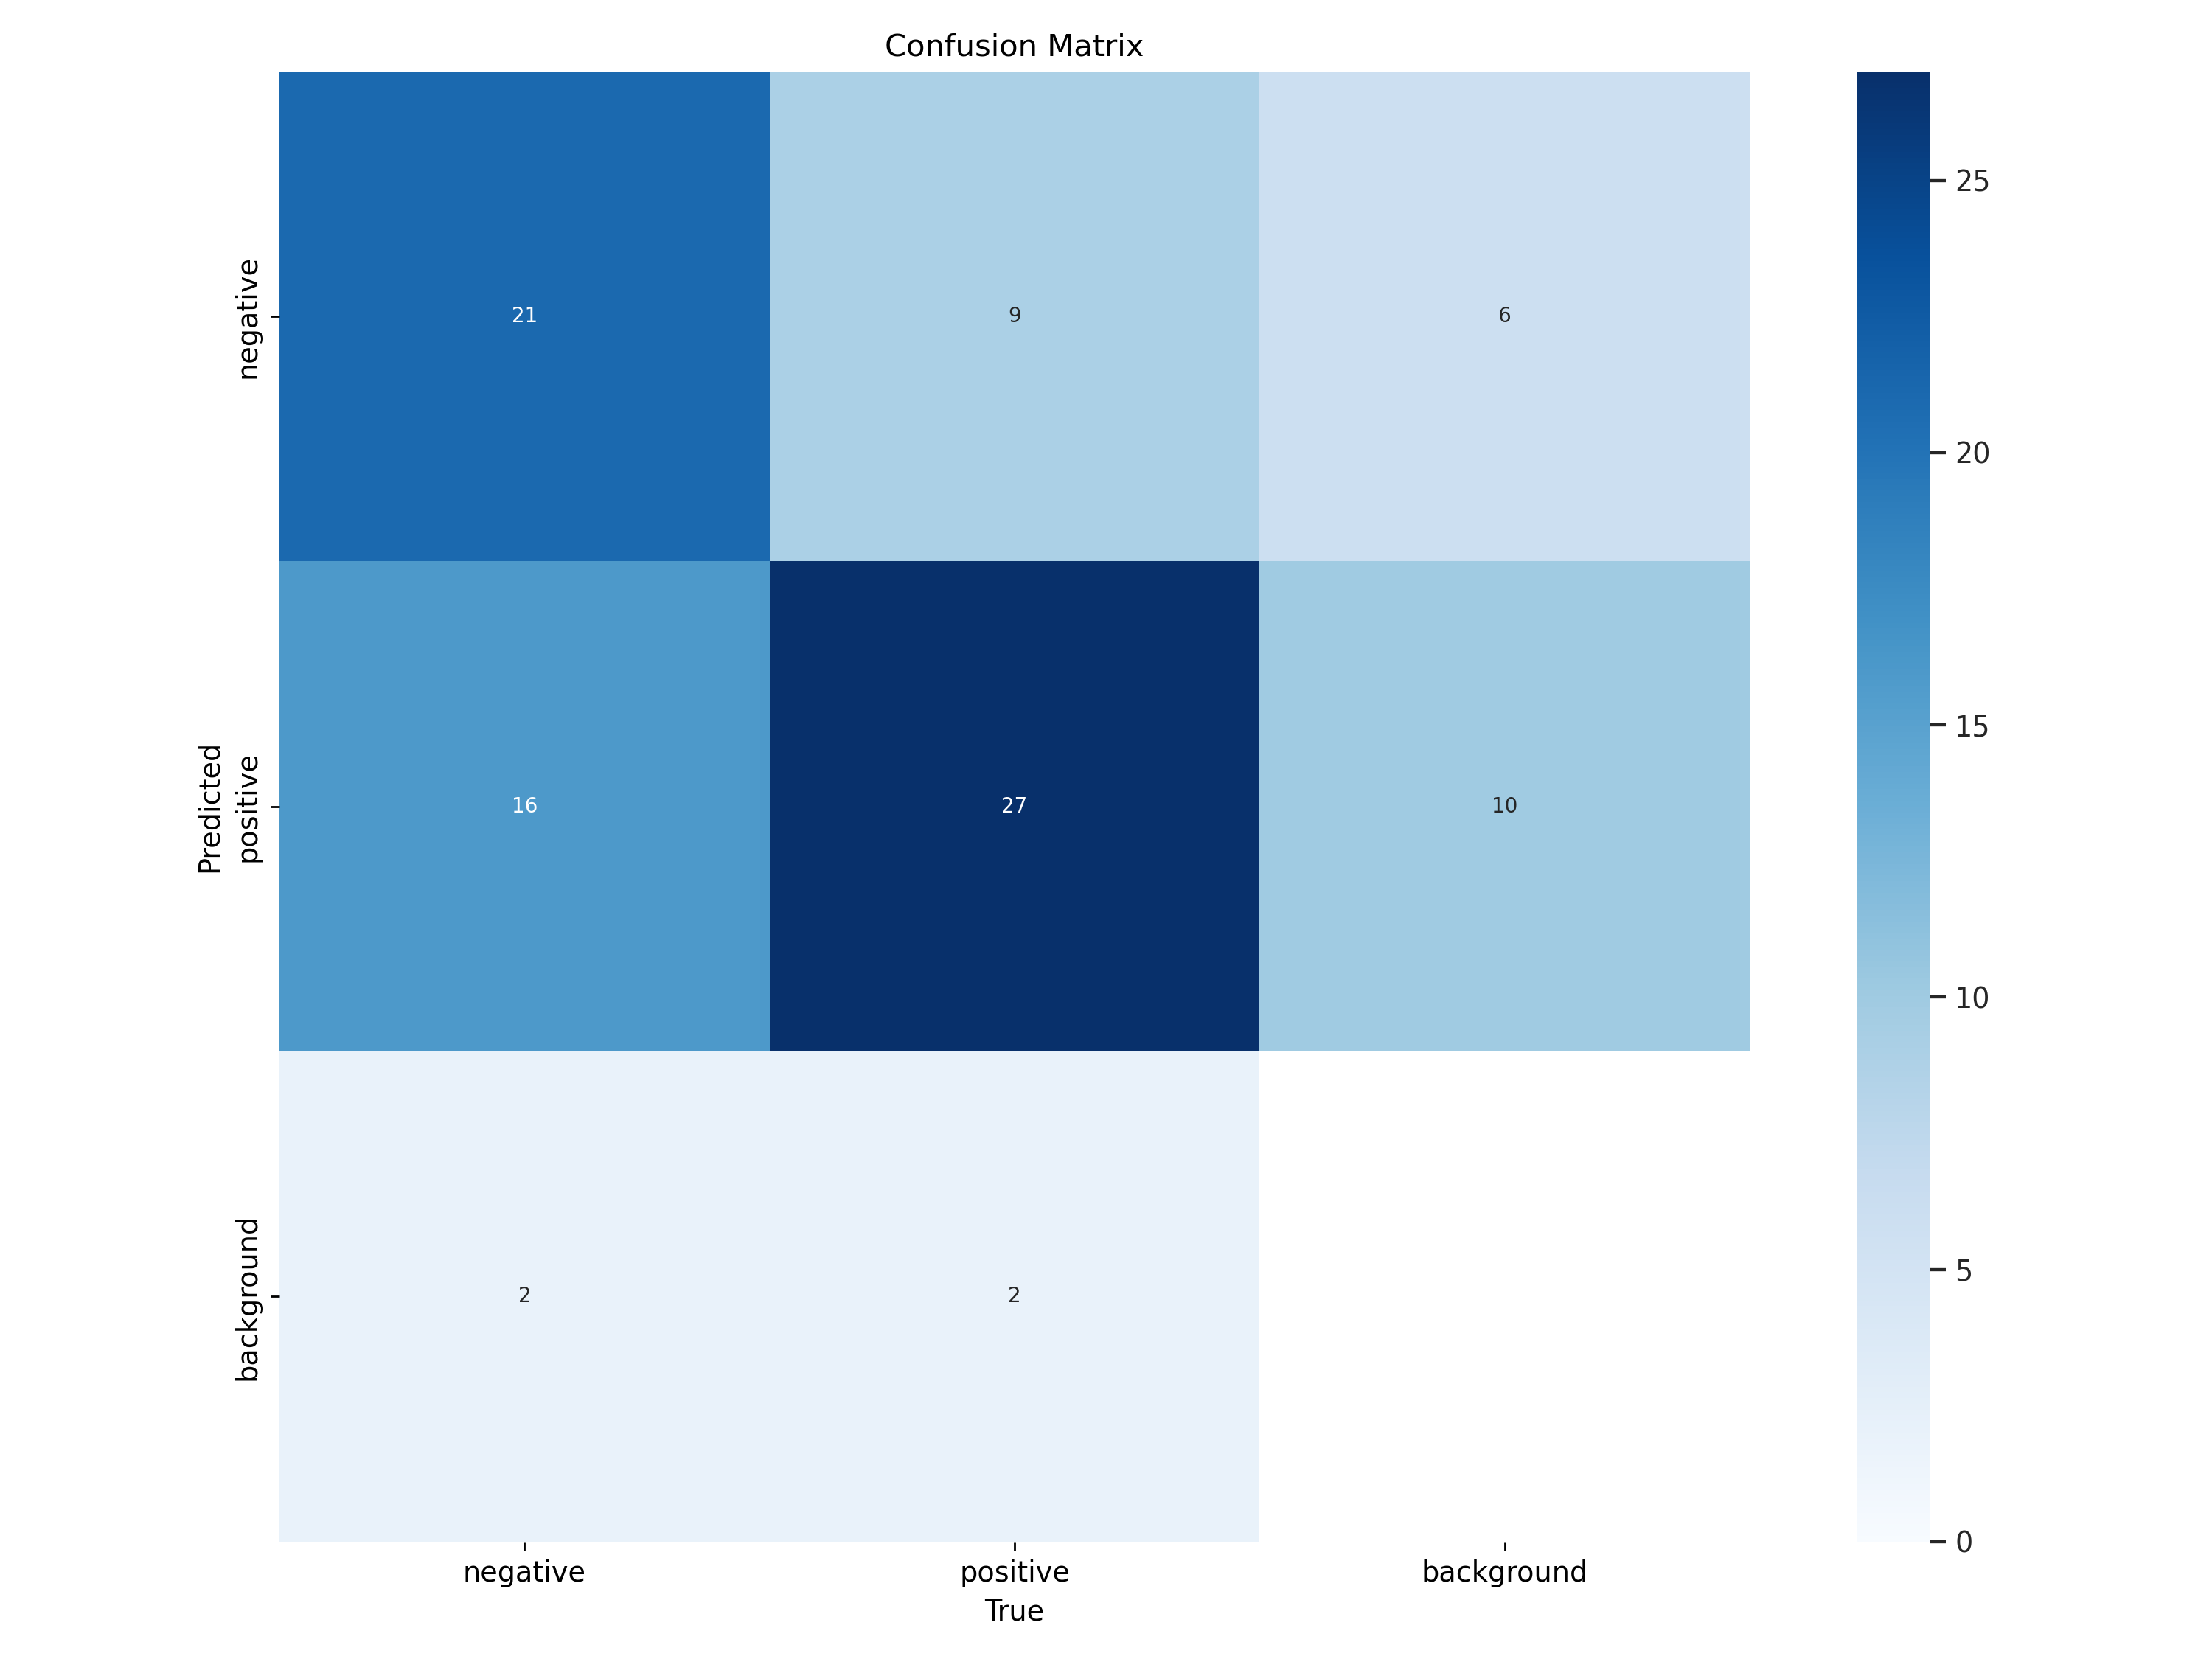 Confusion Matrix
negative
21
9
6
25
20
Predicted
positive
16
27
10
15
10
background
2
2
5
0
negative
positive
background
True